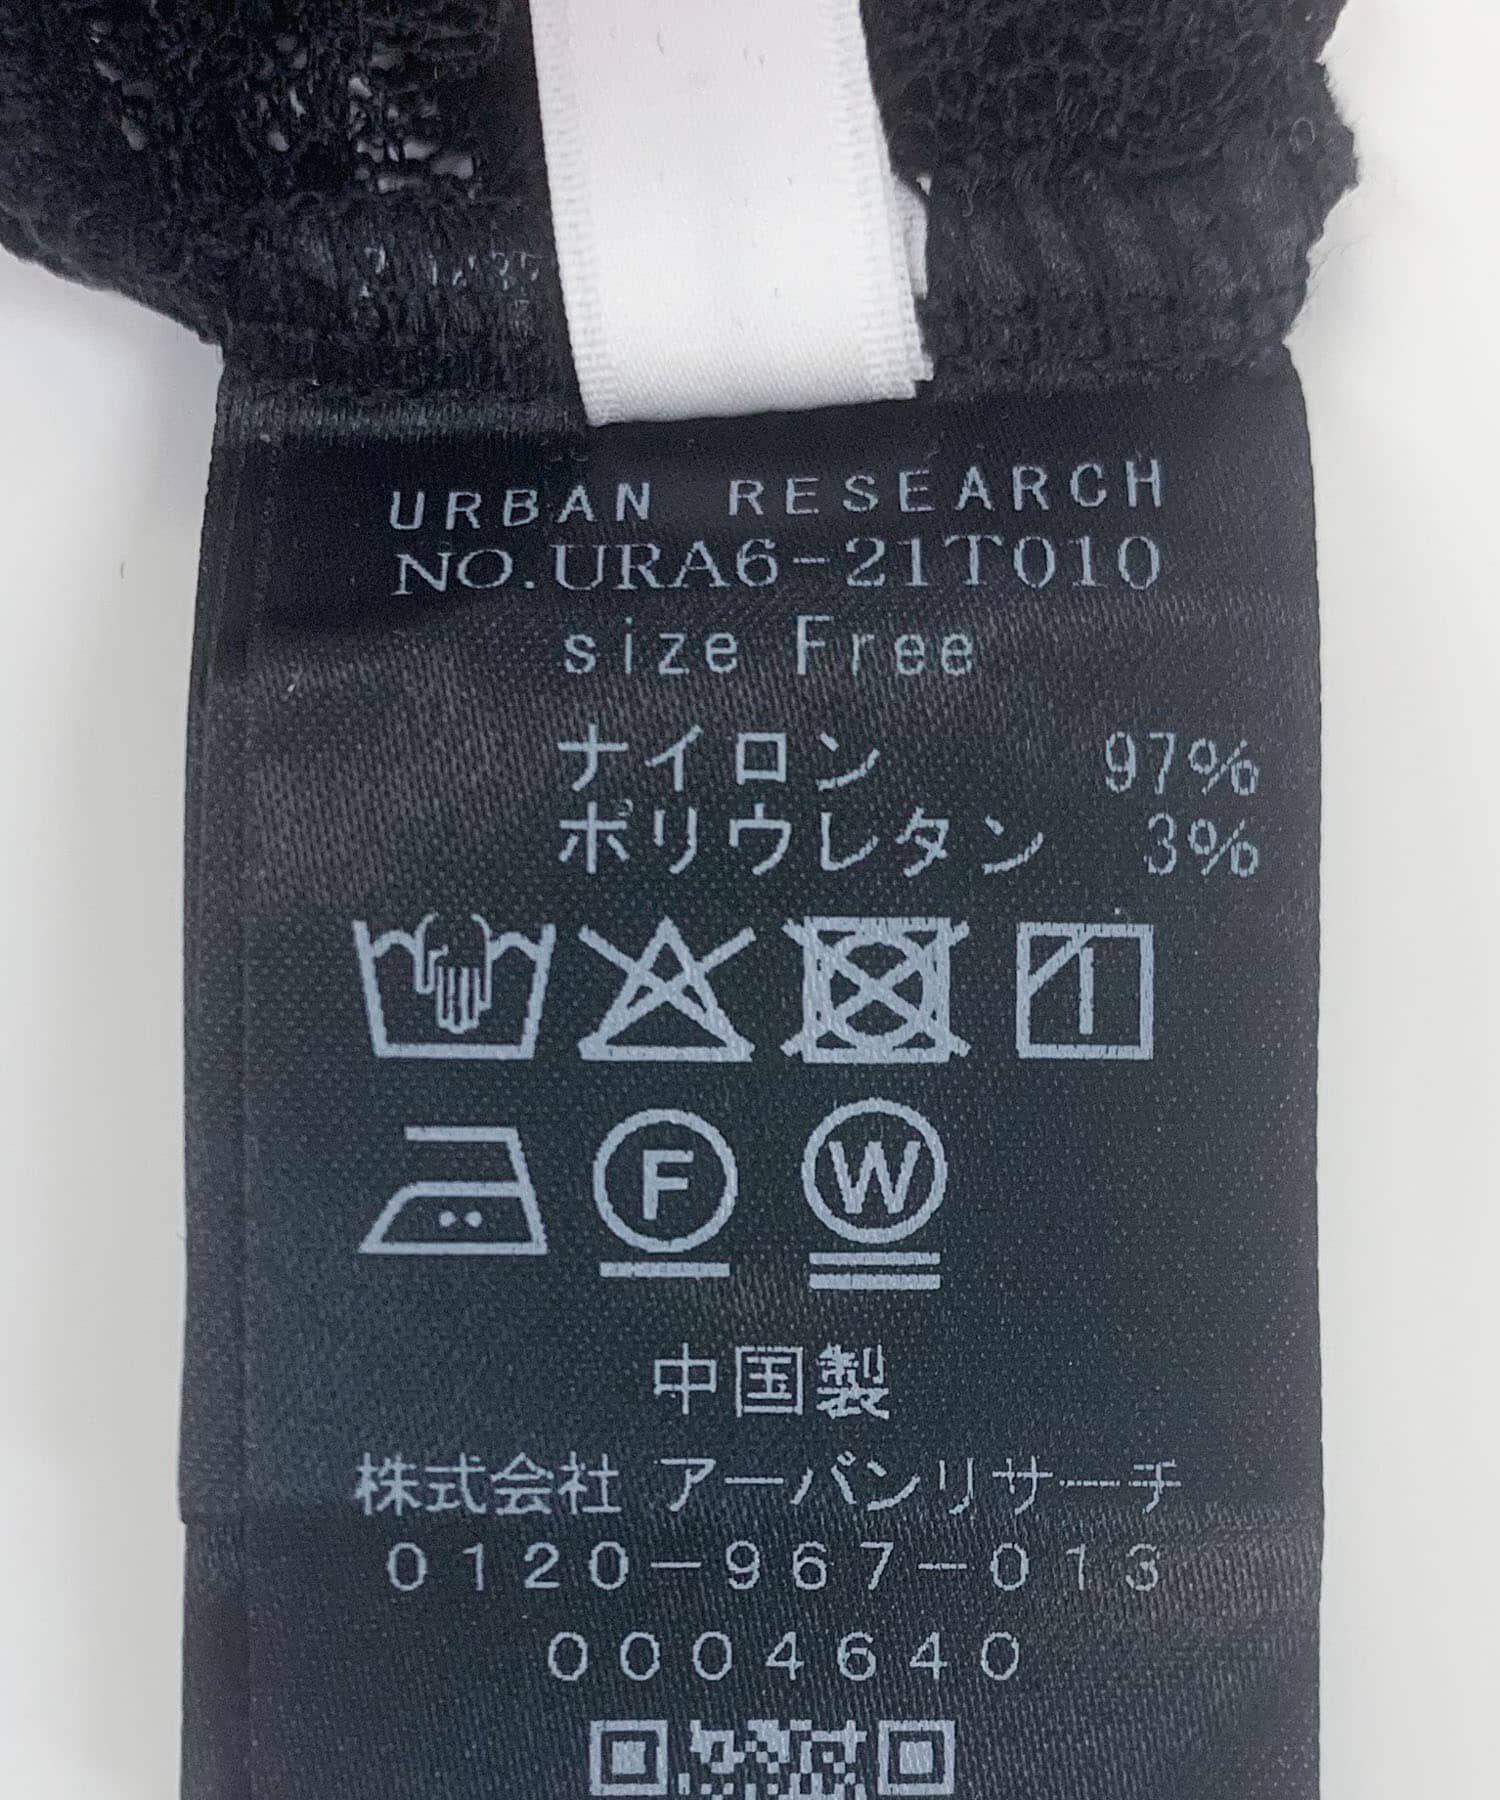 URBAN RESEARCH
NO.URA6-21T010
size Free
ナイロン 97%
ポリウレタン 3%
F W
中国製
株式会社 アーバンリサーチ
0120-967-013
0004640